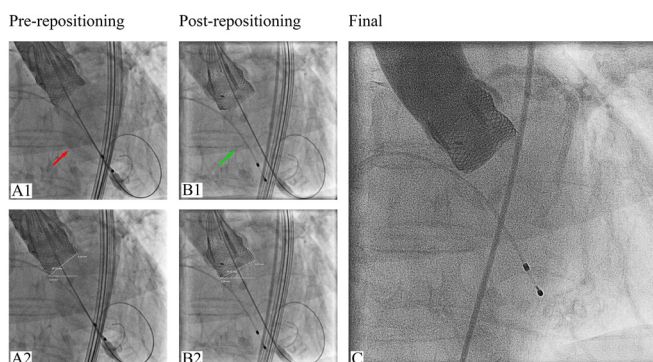 Pre-repositioning
Post-repositioning
Final
A1
B1
A2
B2
C